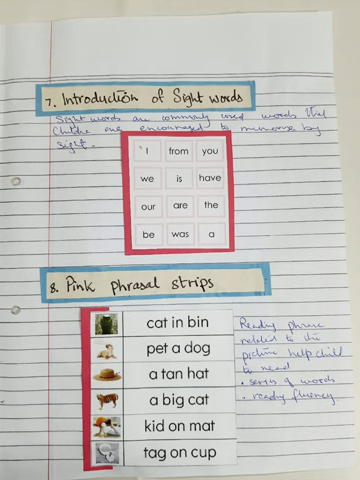 7. Introduction of Sight words
Sight words are commonly used words that
are encouraged to memorise by
sight.
I from you
we is have
our are the
be was a
8. Pink phrasal strips
cat in bin
pet a dog
a tan hat
a big cat
kid on mat
tag on cup
Reading phrase
related to the
picture help child
to read
• series of words
• ready fluency.